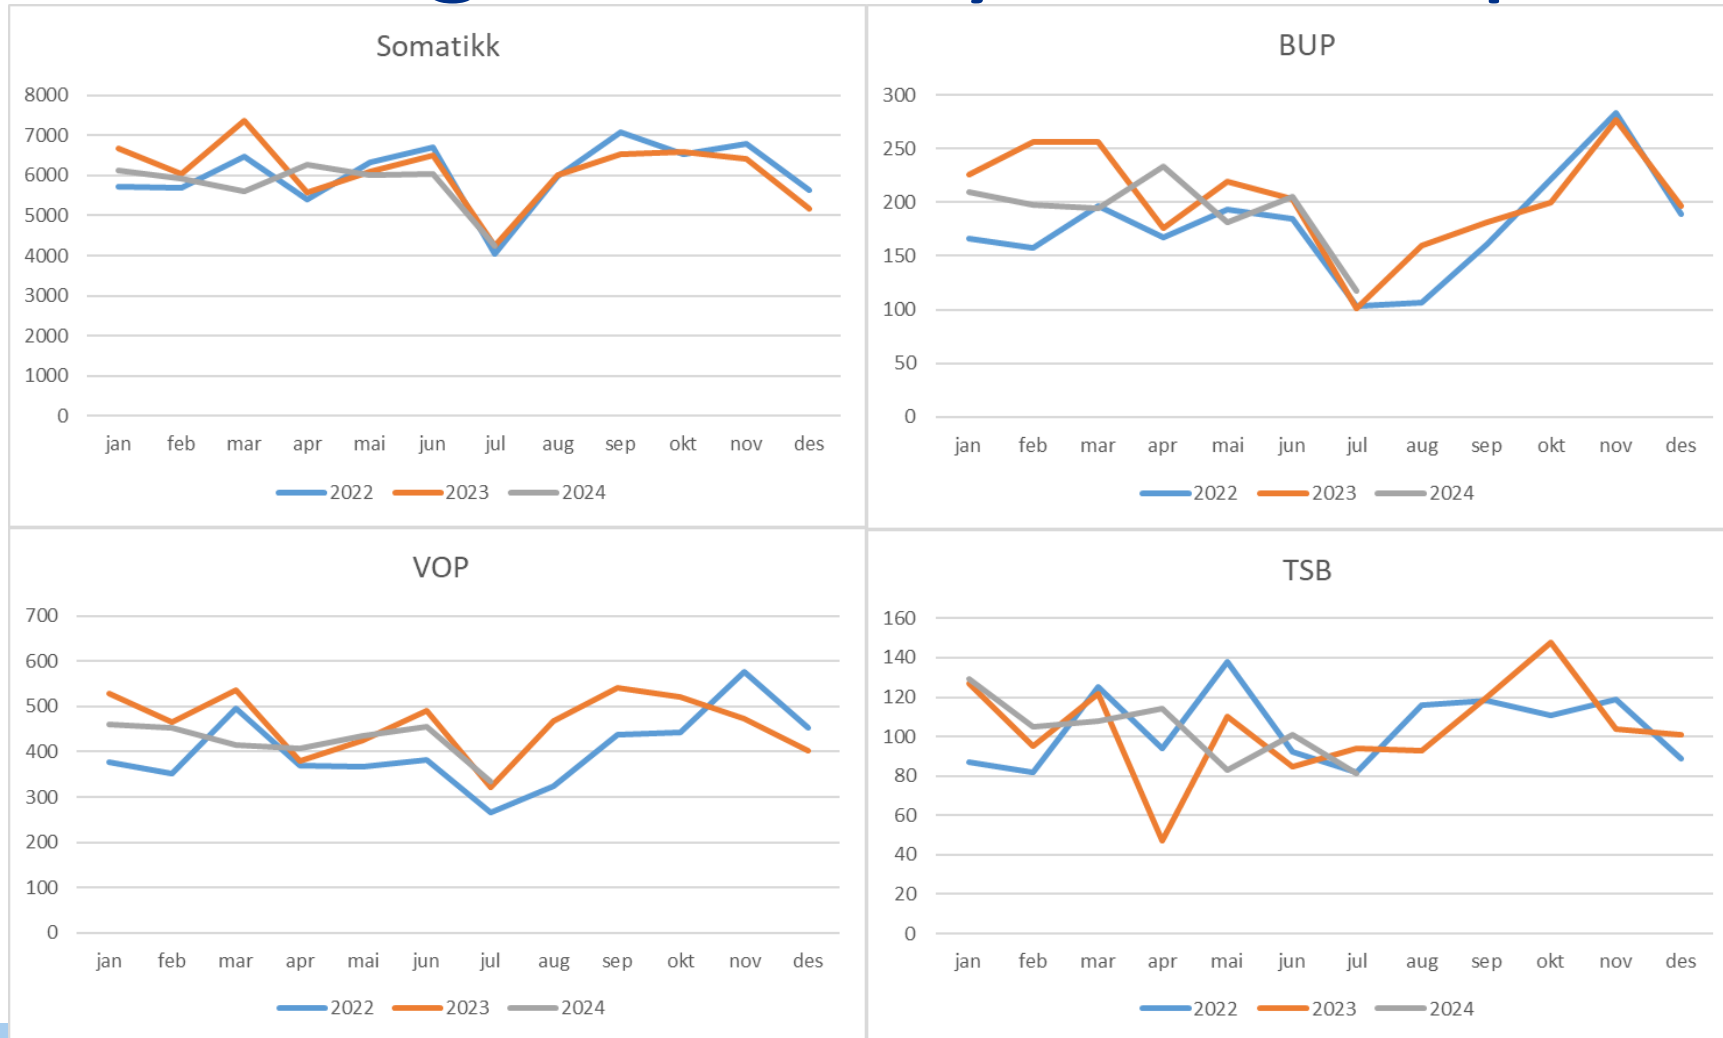 Somatikk
8000
7000
6000
5000
4000
3000
2000
1000
0
jan feb mar apr mai jun jul aug sep okt nov des
2022 2023 2024
BUP
300
250
200
150
100
50
0
jan feb mar apr mai jun jul aug sep okt nov des
2022 2023 2024
VOP
700
600
500
400
300
200
100
0
jan feb mar apr mai jun jul aug sep okt nov des
2022 2023 2024
TSB
160
140
120
100
80
60
40
20
0
jan feb mar apr mai jun jul aug sep okt nov des
2022 2023 2024